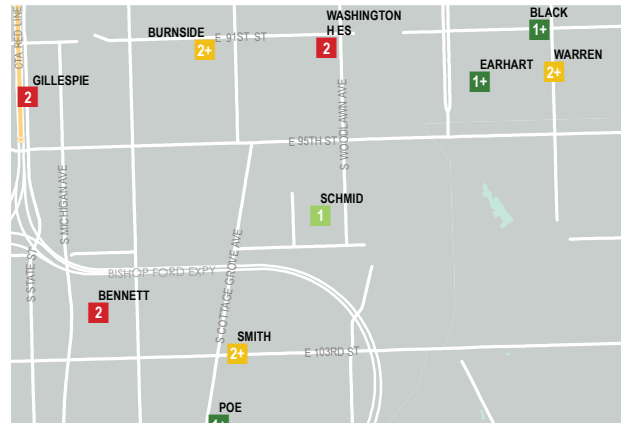 CTA RED LINE
BURNSIDE
2+
E 91ST ST
WASHINGTON
H ES
2
BLACK
1+
EARHART
1+
WARREN
2+
GILLESPIE
2
E 95TH ST
S WOODLAWN AVE
S MICHIGAN AVE
SCHMID
1
S STATE ST
BISHOP FORD EXPY
S COTTAGE GROVE AVE
BENNETT
2
SMITH
2+
E 103RD ST
POE
1+